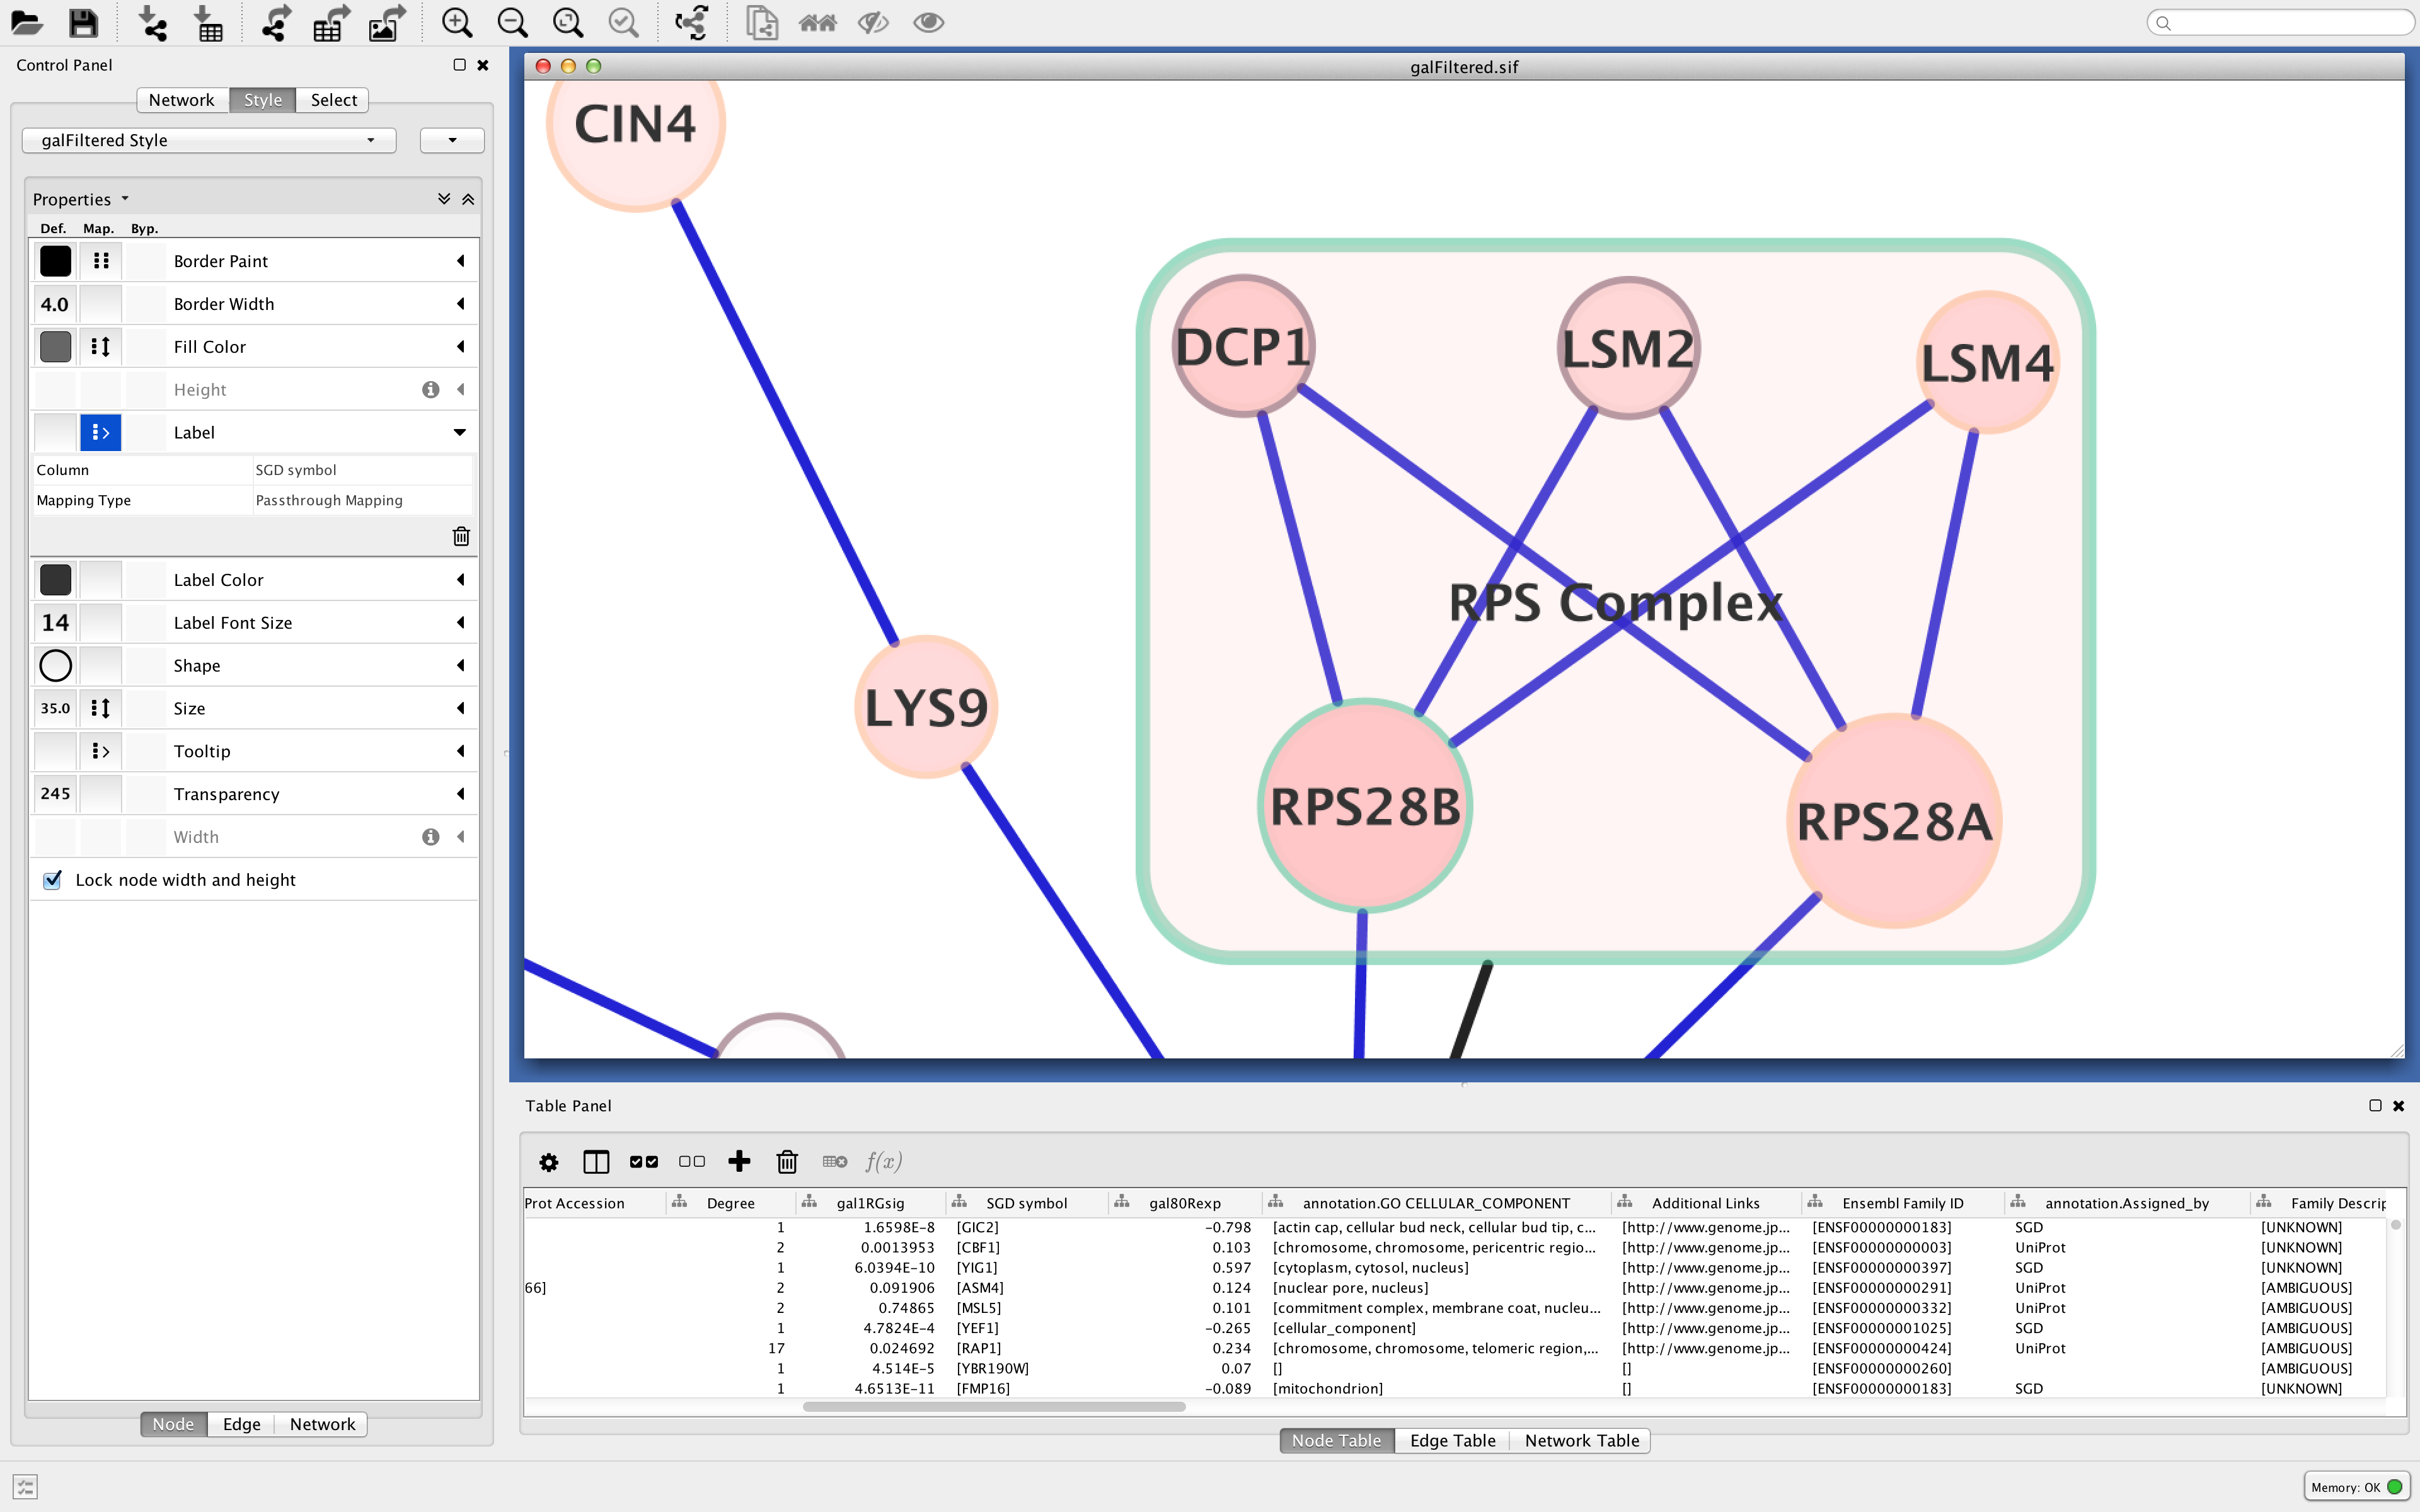 Control Panel
Network Style Select
galFiltered Style
Properties
Def. Map. Byp.
Border Paint
4.0 Border Width
Fill Color
Height
Label
Column SGD symbol
Mapping Type Passthrough Mapping
Label Color
14 Label Font Size
Shape
35.0 Size
Tooltip
245 Transparency
Width
Lock node width and height
Node Edge Network
galFiltered.sif
CIN4
DCP1
LSM2
LSM4
RPS Complex
LYS9
RPS28B
RPS28A
Table Panel
f(x)
Prot Accession Degree gal1RGsig SGD symbol gal80Rexp annotation.GO CELLULAR_COMPONENT Additional Links Ensembl Family ID annotation.Assigned_by Family Descrip
1 1.6598E-8 [GIC2] -0.798 [actin cap, cellular bud neck, cellular bud tip, c... [http://www.genome.jp... [ENSF00000000183] SGD [UNKNOWN]
2 0.0013953 [CBF1] 0.103 [chromosome, chromosome, pericentric regio... [http://www.genome.jp... [ENSF00000000003] UniProt [UNKNOWN]
1 6.0394E-10 [YIG1] 0.597 [cytoplasm, cytosol, nucleus] [http://www.genome.jp... [ENSF00000000397] SGD [UNKNOWN]
66] 2 0.091906 [ASM4] 0.124 [nuclear pore, nucleus] [http://www.genome.jp... [ENSF00000000291] UniProt [AMBIGUOUS]
2 0.74865 [MSL5] 0.101 [commitment complex, membrane coat, nucleu... [http://www.genome.jp... [ENSF00000000332] UniProt [AMBIGUOUS]
1 4.7824E-4 [YEF1] -0.265 [cellular_component] [http://www.genome.jp... [ENSF00000001025] SGD [AMBIGUOUS]
17 0.024692 [RAP1] 0.234 [chromosome, chromosome, telomeric region,... [http://www.genome.jp... [ENSF00000000424] UniProt [AMBIGUOUS]
1 4.514E-5 [YBR190W] 0.07 [] [] [ENSF00000000260] [AMBIGUOUS]
1 4.6513E-11 [FMP16] -0.089 [mitochondrion] [] [ENSF00000000183] SGD [UNKNOWN]
Node Table Edge Table Network Table
Memory: OK